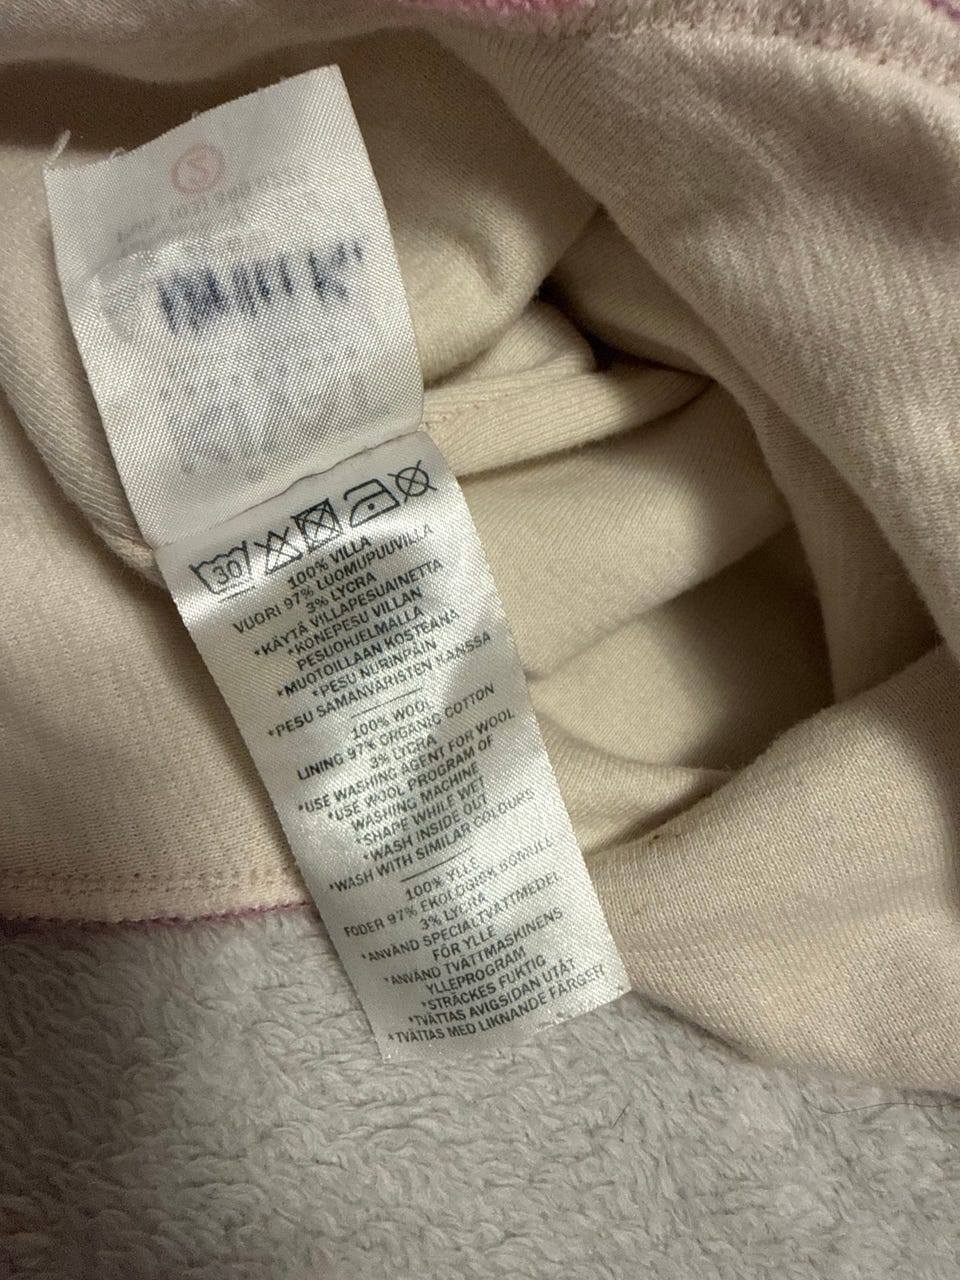 30
100% VILLA
VUORI 97% LUOMUPUUVILLA
3% LYCRA
*KÄYTÄ VILLAPESUAINETTA
*KONEPESU VILLAN
PESUOHJELMALLA
*MUOTOILLAAN KOSTEANA
*PESU NURINPÄIN
*PESU SAMANVÄRISTEN KANSSA
100% WOOL
LINING 97% ORGANIC COTTON
3% LYCRA
*USE WASHING AGENT FOR WOOL
*USE WOOL PROGRAM OF
WASHING MACHINE
*SHAPE WHILE WET
*WASH INSIDE OUT
*WASH WITH SIMILAR COLOURS
100% YLLE
FODER 97% EKOLOGISK BOMULL
3% LYCRA
*ANVÄND SPECIALTVÄTTMEDEL
FÖR YLLE
*ANVÄND TVÄTTMASKINENS
YLLEPROGRAM
*STRÄCKES FUKTIG
*TVÄTTAS AVIGSIDAN UTÅT
*TVÄTTAS MED LIKNANDE FÄRGER